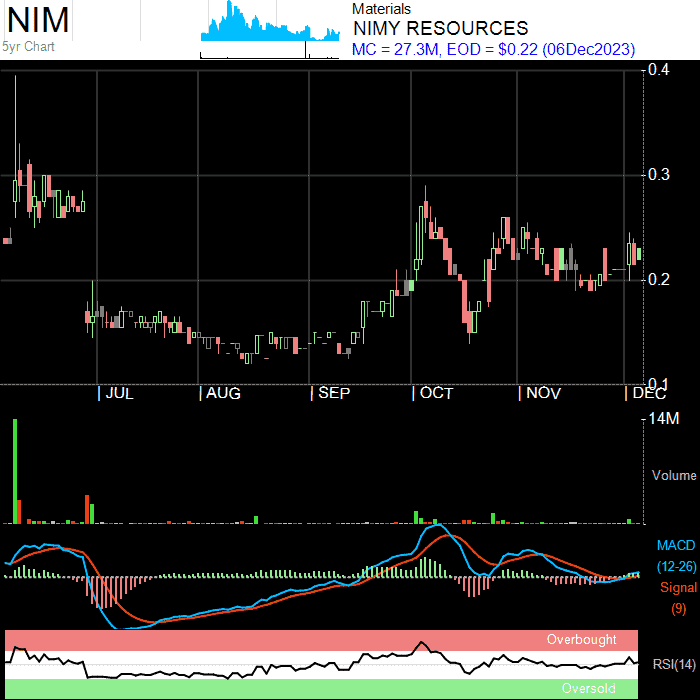 NIM
5yr Chart
Materials
NIMY RESOURCES
MC = 27.3M, EOD = $0.22 (06Dec2023)
0.4
0.3
0.2
0.1
JUL AUG SEP OCT NOV DEC
14M
Volume
MACD
(12-26)
Signal
(9)
Overbought
RSI(14)
Oversold